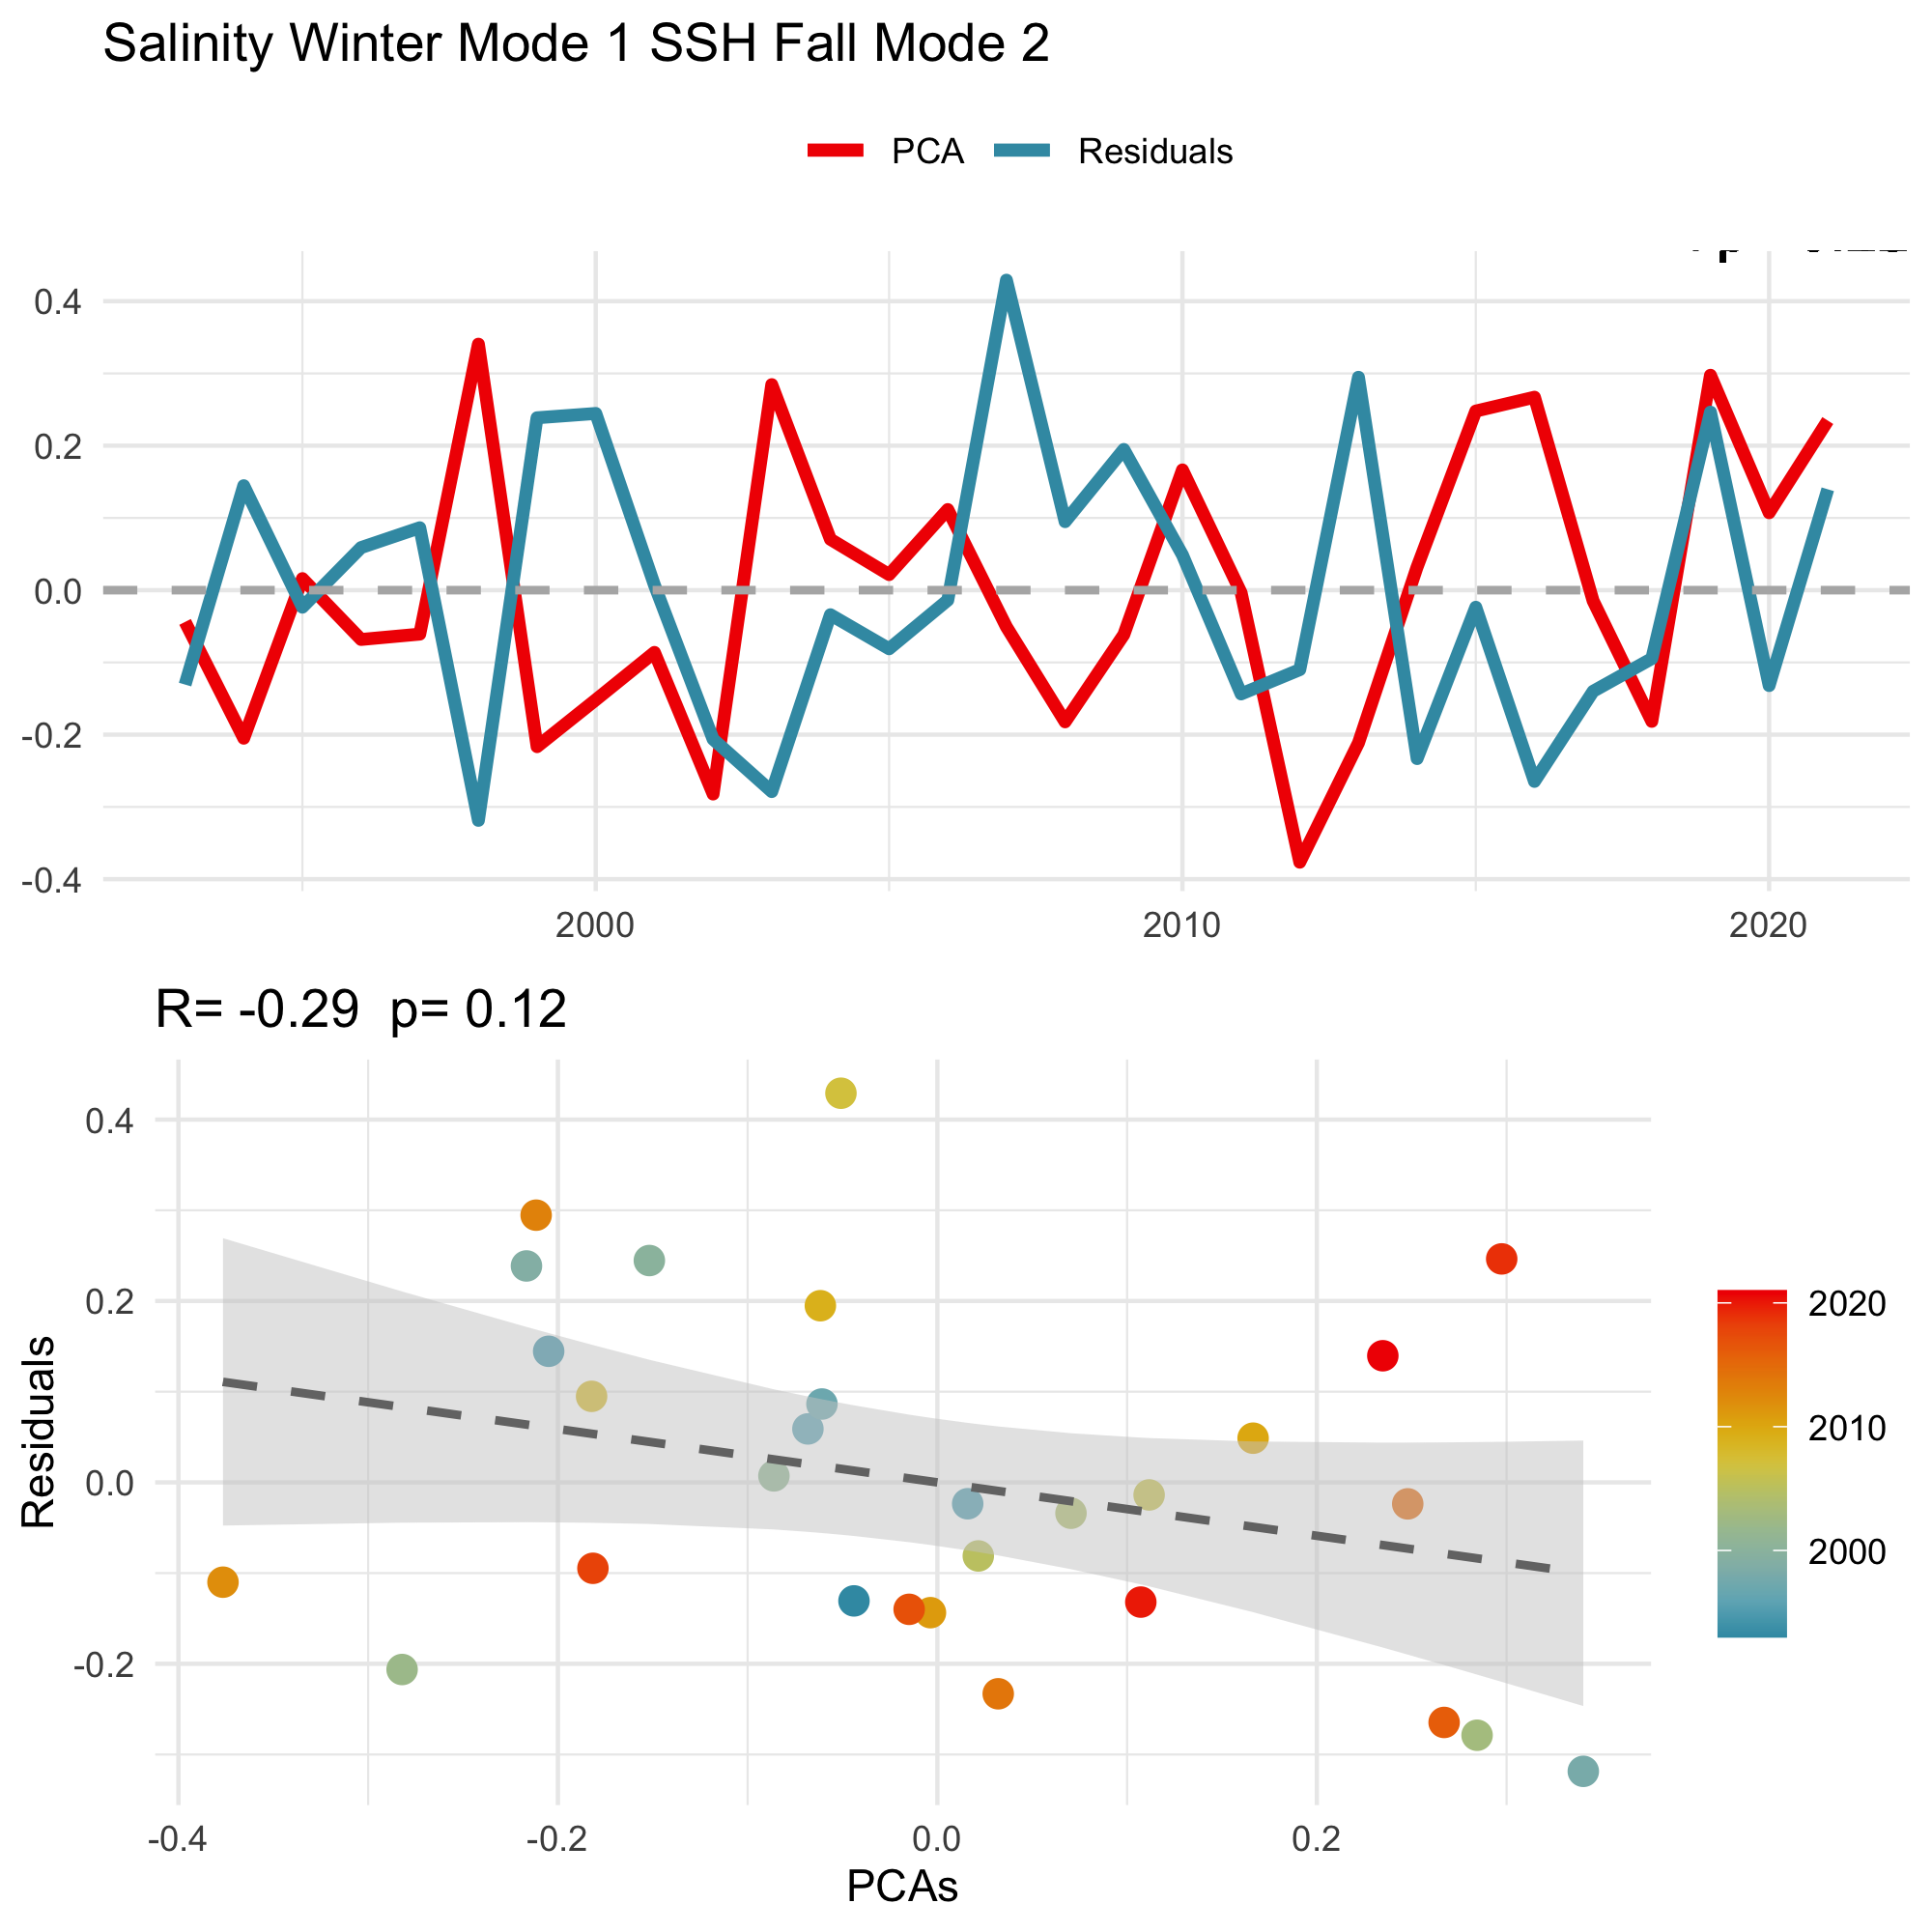 Salinity Winter Mode 1 SSH Fall Mode 2
PCA Residuals
0.4
0.2
0.0
-0.2
-0.4
2000 2010 2020
R= -0.29 p= 0.12
Residuals
0.4
0.2
0.0
-0.2
-0.4 -0.2 0.0 0.2
PCAs
2020
2010
2000